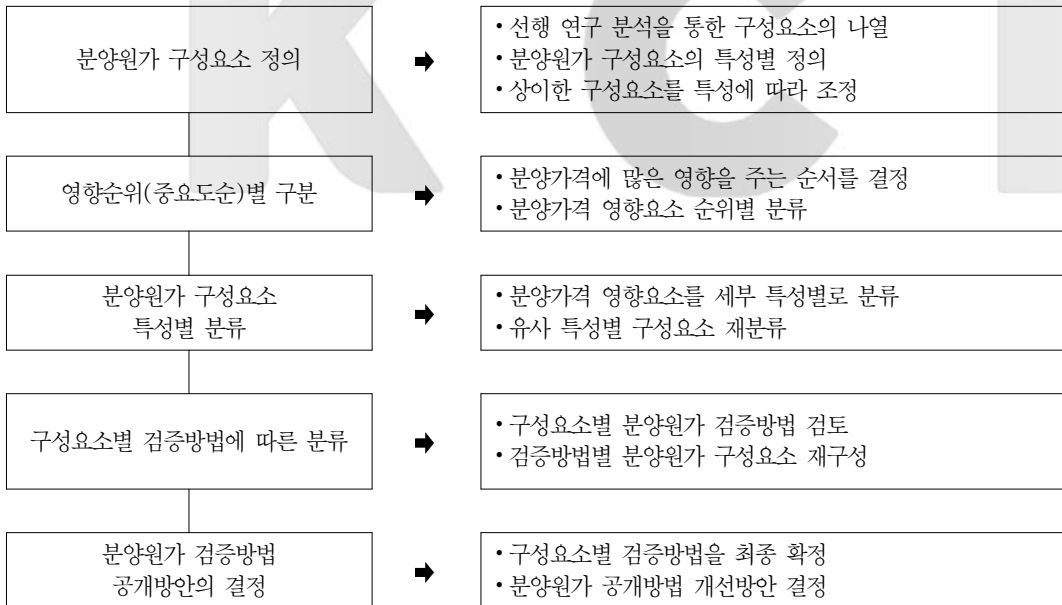 분양원가 구성요소 정의
• 선행 연구 분석을 통한 구성요소의 나열
• 분양원가 구성요소의 특성별 정의
• 상이한 구성요소를 특성에 따라 조정
영향순위(중요도순)별 구분
• 분양가격에 많은 영향을 주는 순서를 결정
• 분양가격 영향요소 순위별 분류
분양원가 구성요소
특성별 분류
• 분양가격 영향요소를 세부 특성별로 분류
• 유사 특성별 구성요소 재분류
구성요소별 검증방법에 따른 분류
• 구성요소별 분양원가 검증방법 검토
• 검증방법별 분양원가 구성요소 재구성
분양원가 검증방법
공개방안의 결정
• 구성요소별 검증방법을 최종 확정
• 분양원가 공개방법 개선방안 결정